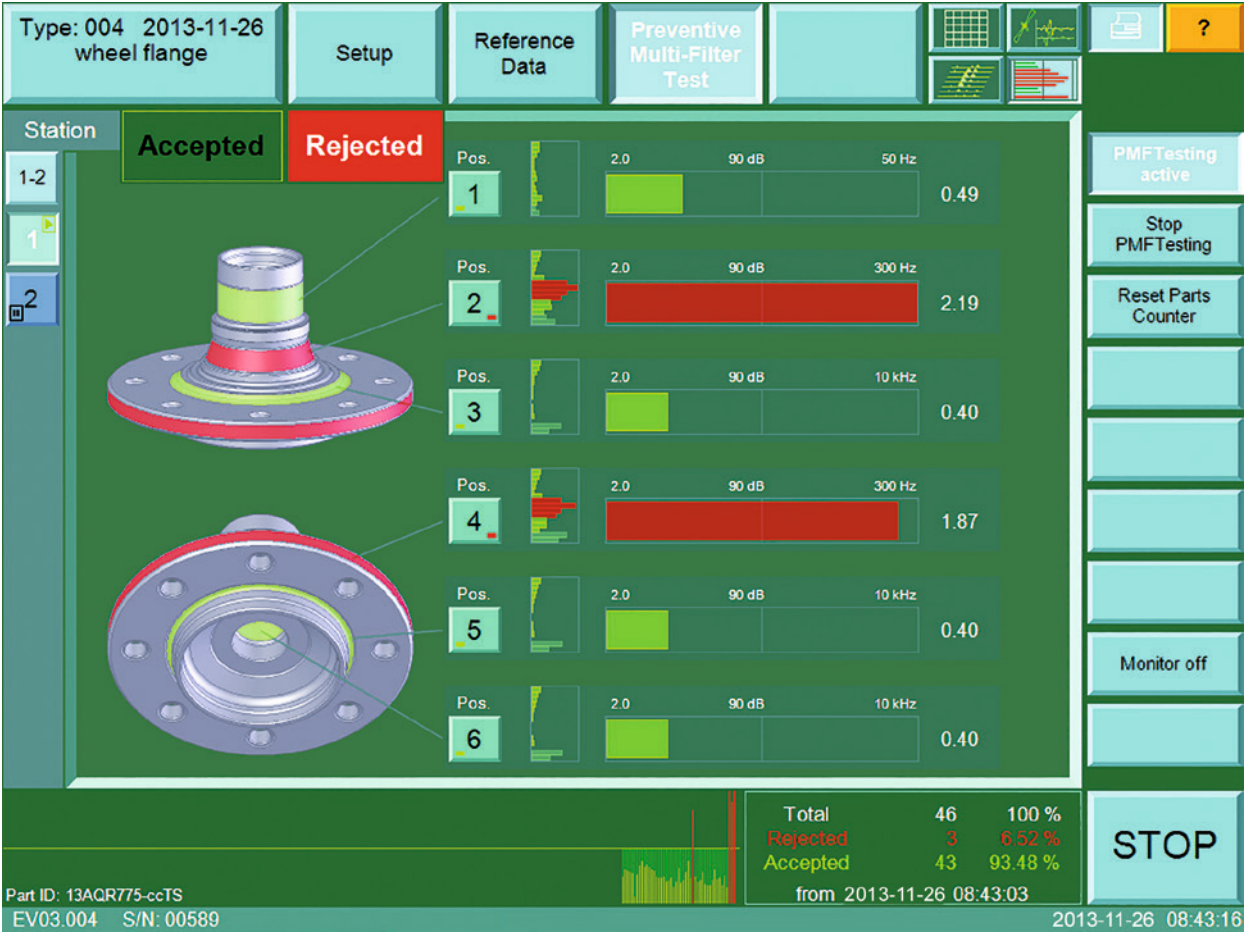 Type: 004 2013-11-26
wheel flange
Setup
Reference
Data
Preventive
Multi-Filter
Test
?
Station
Accepted
Rejected
1-2
1
2
Pos.
1
2.0 90 dB 50 Hz
0.49
Pos.
2
2.0 90 dB 300 Hz
2.19
Pos.
3
2.0 90 dB 10 kHz
0.40
Pos.
4
2.0 90 dB 300 Hz
1.87
Pos.
5
2.0 90 dB 10 kHz
0.40
Pos.
6
2.0 90 dB 10 kHz
0.40
PMFTesting
active
Stop
PMFTesting
Reset Parts
Counter
Monitor off
STOP
Total 46 100 %
Rejected 3 6.52 %
Accepted 43 93.48 %
from 2013-11-26 08:43:03
Part ID: 13AQR775-ccTS
EV03.004 S/N: 00589
2013-11-26 08:43:16